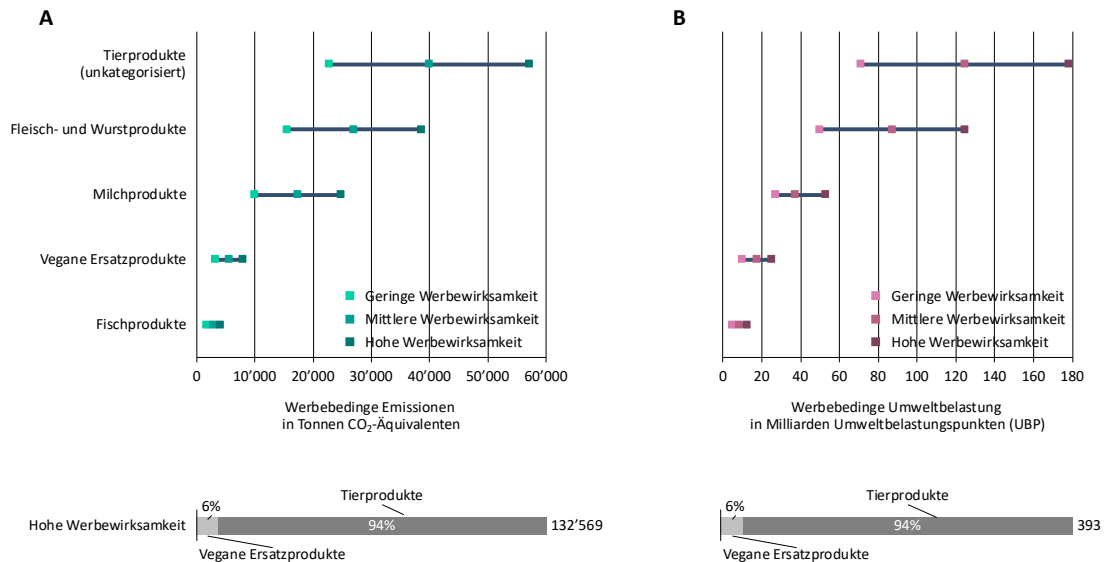 A
Tierprodukte
(unkategorisiert)
Fleisch- und Wurstprodukte
Milchprodukte
Vegane Ersatzprodukte
Fischprodukte
Geringe Werbewirksamkeit
Mittlere Werbewirksamkeit
Hohe Werbewirksamkeit
0 10’000 20’000 30’000 40’000 50’000 60’000
Werbebedinge Emissionen
in Tonnen CO₂-Äquivalenten
B
Geringe Werbewirksamkeit
Mittlere Werbewirksamkeit
Hohe Werbewirksamkeit
0 20 40 60 80 100 120 140 160 180
Werbebedinge Umweltbelastung
in Milliarden Umweltbelastungspunkten (UBP)
Tierprodukte
6%
Hohe Werbewirksamkeit 94% 132’569
Vegane Ersatzprodukte
Tierprodukte
6%
94% 393
Vegane Ersatzprodukte